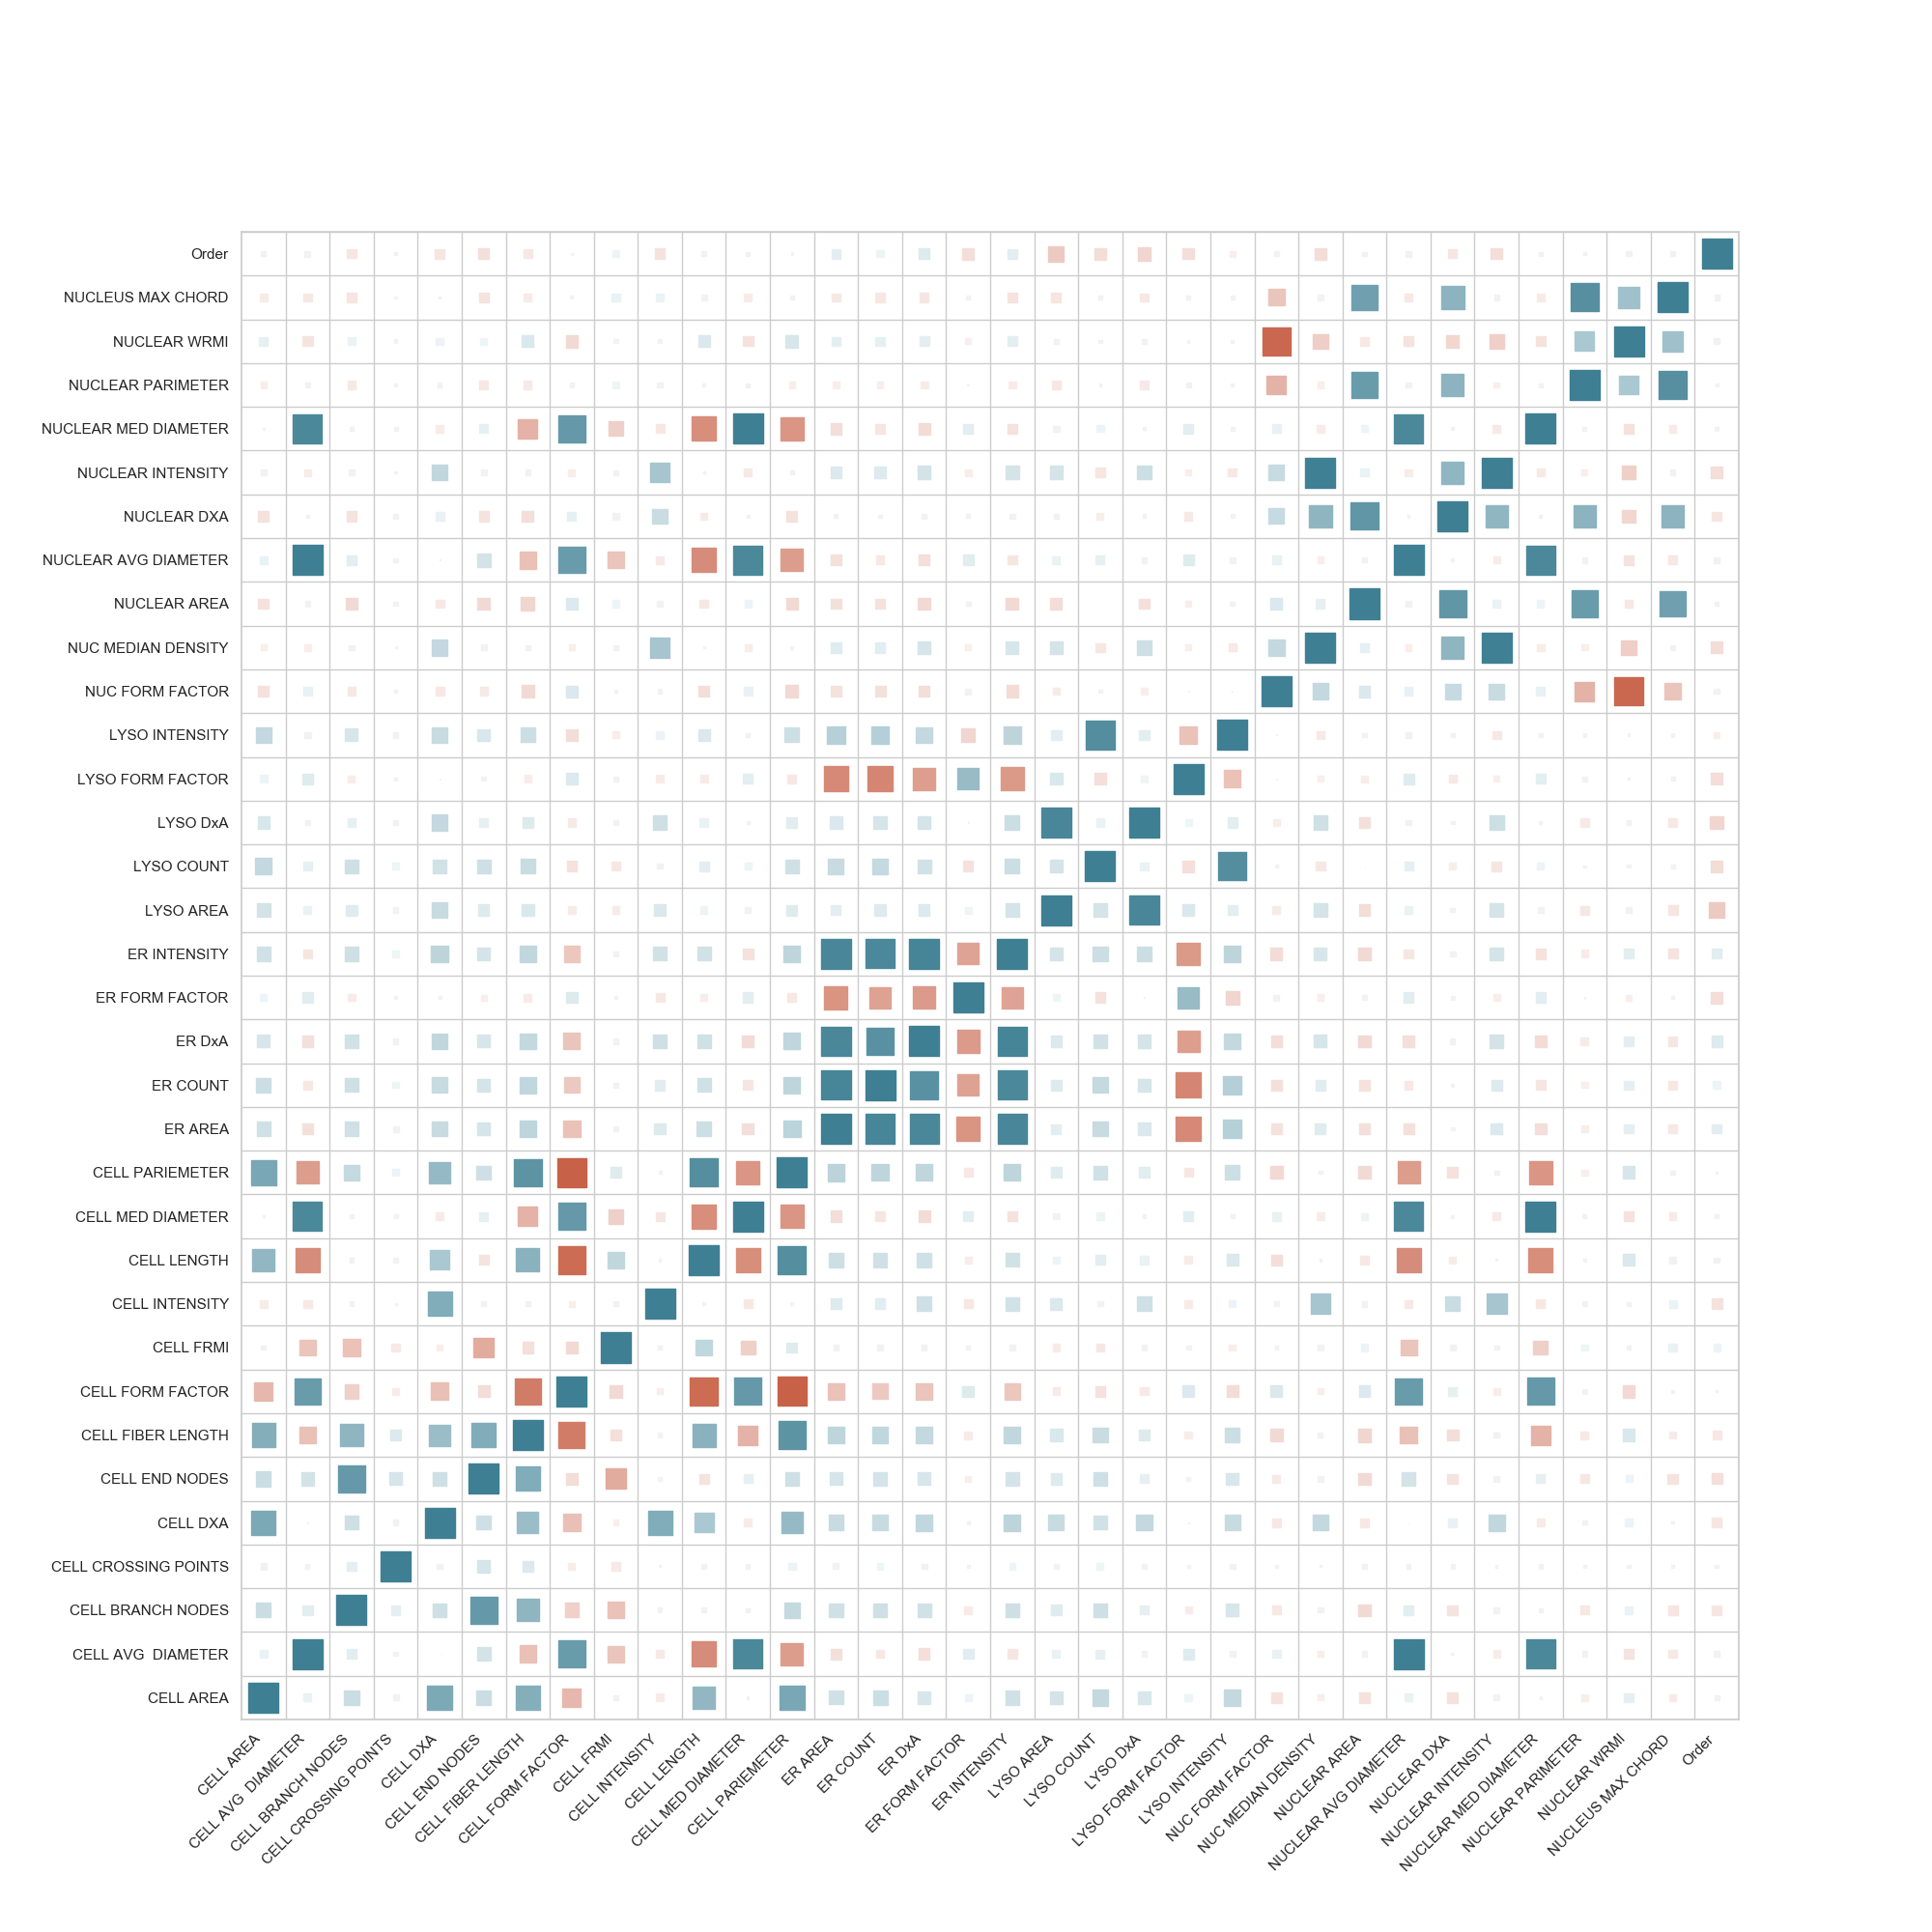 Order
NUCLEUS MAX CHORD
NUCLEAR WRMI
NUCLEAR PARIMETER
NUCLEAR MED DIAMETER
NUCLEAR INTENSITY
NUCLEAR DXA
NUCLEAR AVG DIAMETER
NUCLEAR AREA
NUC MEDIAN DENSITY
NUC FORM FACTOR
LYSO INTENSITY
LYSO FORM FACTOR
LYSO DxA
LYSO COUNT
LYSO AREA
ER INTENSITY
ER FORM FACTOR
ER DxA
ER COUNT
ER AREA
CELL PARIEMETER
CELL MED DIAMETER
CELL LENGTH
CELL INTENSITY
CELL FRMI
CELL FORM FACTOR
CELL FIBER LENGTH
CELL END NODES
CELL DXA
CELL CROSSING POINTS
CELL BRANCH NODES
CELL AVG  DIAMETER
CELL AREA
CELL AREA
CELL AVG  DIAMETER
CELL BRANCH NODES
CELL CROSSING POINTS
CELL DXA
CELL END NODES
CELL FIBER LENGTH
CELL FORM FACTOR
CELL FRMI
CELL INTENSITY
CELL LENGTH
CELL MED DIAMETER
CELL PARIEMETER
ER AREA
ER COUNT
ER DxA
ER FORM FACTOR
ER INTENSITY
LYSO AREA
LYSO COUNT
LYSO DxA
LYSO FORM FACTOR
LYSO INTENSITY
NUC FORM FACTOR
NUC MEDIAN DENSITY
NUCLEAR AREA
NUCLEAR AVG DIAMETER
NUCLEAR DXA
NUCLEAR INTENSITY
NUCLEAR MED DIAMETER
NUCLEAR PARIMETER
NUCLEAR WRMI
NUCLEUS MAX CHORD
Order